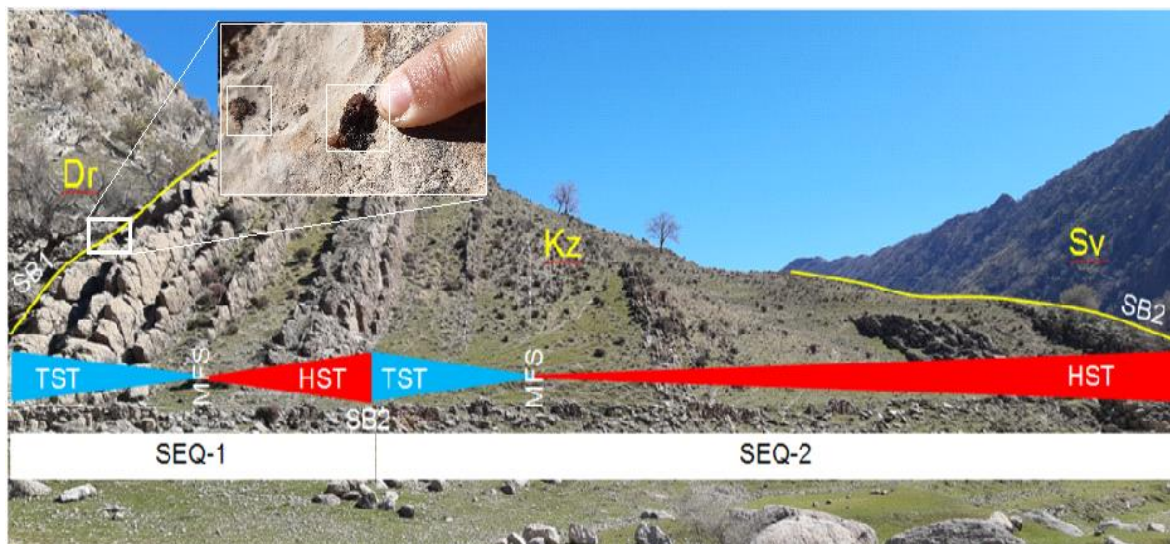 Dr
Kz
Sv
SB1
SB2
TST
MFS
HST
TST
MFS
HST
SB2
SEQ-1
SEQ-2